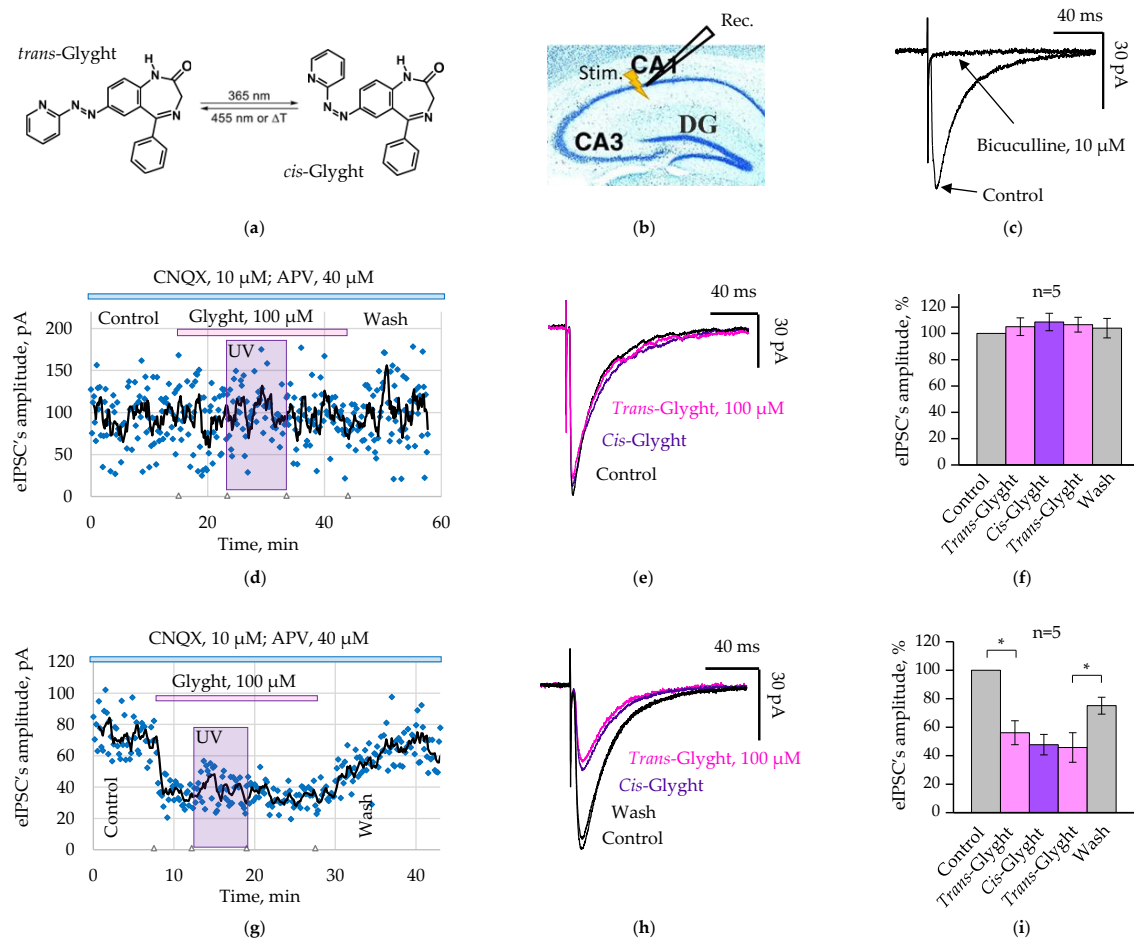 trans-Glyght
H
N
O
N
N
N
N
365 nm
455 nm or ΔT
N
N
N
H
N
O
N
cis-Glyght
(a)
Rec.
Stim.
CA1
CA3
DG
(b)
40 ms
30 pA
Bicuculline, 10 µM
Control
(c)
CNQX, 10 µM; APV, 40 µM
Control
Glyght, 100 µM
Wash
UV
eIPSC's amplitude, pA
200
150
100
50
0
0 20 40 60
Time, min
(d)
40 ms
30 pA
Trans-Glyght, 100 µM
Cis-Glyght
Control
(e)
n=5
eIPSC's amplitude, %
120
100
80
60
40
20
0
Control
Trans-Glyght
Cis-Glyght
Trans-Glyght
Wash
(f)
CNQX, 10 µM; APV, 40 µM
Glyght, 100 µM
UV
Control
Wash
eIPSC's amplitude, pA
120
100
80
60
40
20
0
0 10 20 30 40
Time, min
(g)
40 ms
30 pA
Trans-Glyght, 100 µM
Cis-Glyght
Wash
Control
(h)
n=5
* *
eIPSC's amplitude, %
120
100
80
60
40
20
0
Control
Trans-Glyght
Cis-Glyght
Trans-Glyght
Wash
(i)